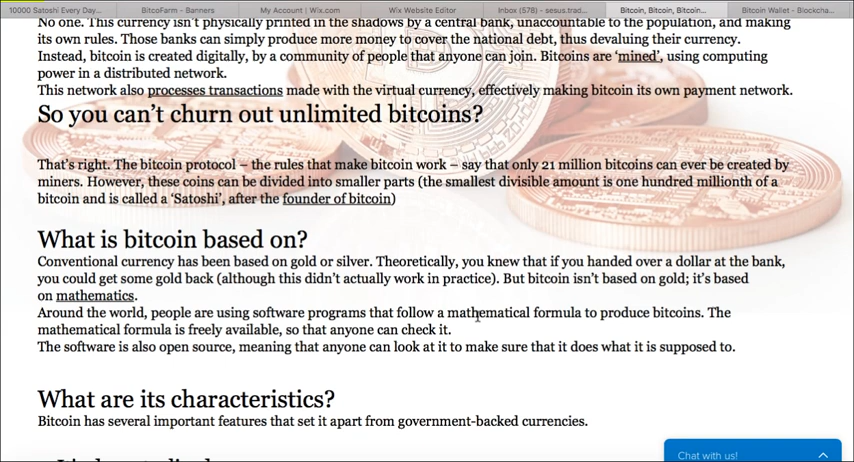 10000 Satoshi Every Day...
BitcoFarm - Banners
My Account | Wix.com
Wix Website Editor
Inbox (578) - sesus.trad...
Bitcoin, Bitcoin, Bitcoin...
Bitcoin Wallet - Blockcha...
No one. This currency isn't physically printed in the shadows by a central bank, unaccountable to the population, and making
its own rules. Those banks can simply produce more money to cover the national debt, thus devaluing their currency.
Instead, bitcoin is created digitally, by a community of people that anyone can join. Bitcoins are ‘mined’, using computing
power in a distributed network.
This network also processes transactions made with the virtual currency, effectively making bitcoin its own payment network.
So you can’t churn out unlimited bitcoins?
That’s right. The bitcoin protocol – the rules that make bitcoin work – say that only 21 million bitcoins can ever be created by
miners. However, these coins can be divided into smaller parts (the smallest divisible amount is one hundred millionth of a
bitcoin and is called a ‘Satoshi’, after the founder of bitcoin)
What is bitcoin based on?
Conventional currency has been based on gold or silver. Theoretically, you knew that if you handed over a dollar at the bank,
you could get some gold back (although this didn’t actually work in practice). But bitcoin isn’t based on gold; it’s based
on mathematics.
Around the world, people are using software programs that follow a mathematical formula to produce bitcoins. The
mathematical formula is freely available, so that anyone can check it.
The software is also open source, meaning that anyone can look at it to make sure that it does what it is supposed to.
What are its characteristics?
Bitcoin has several important features that set it apart from government-backed currencies.
Chat with us!